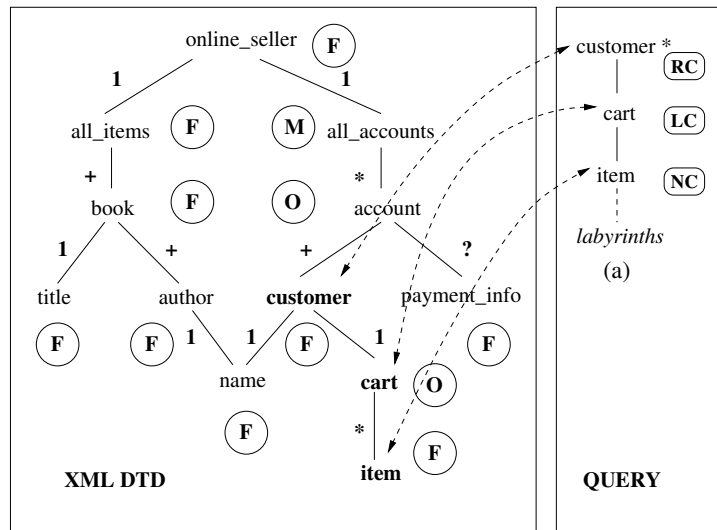 online_seller F
1 1
all_items F M all_accounts
+ *
book F O account
1 + + ?
title author customer payment_info
F F 1 1 F 1 F
name cart O
F * F
item
XML DTD
customer *
RC
cart LC
item NC
labyrinths
(a)
QUERY